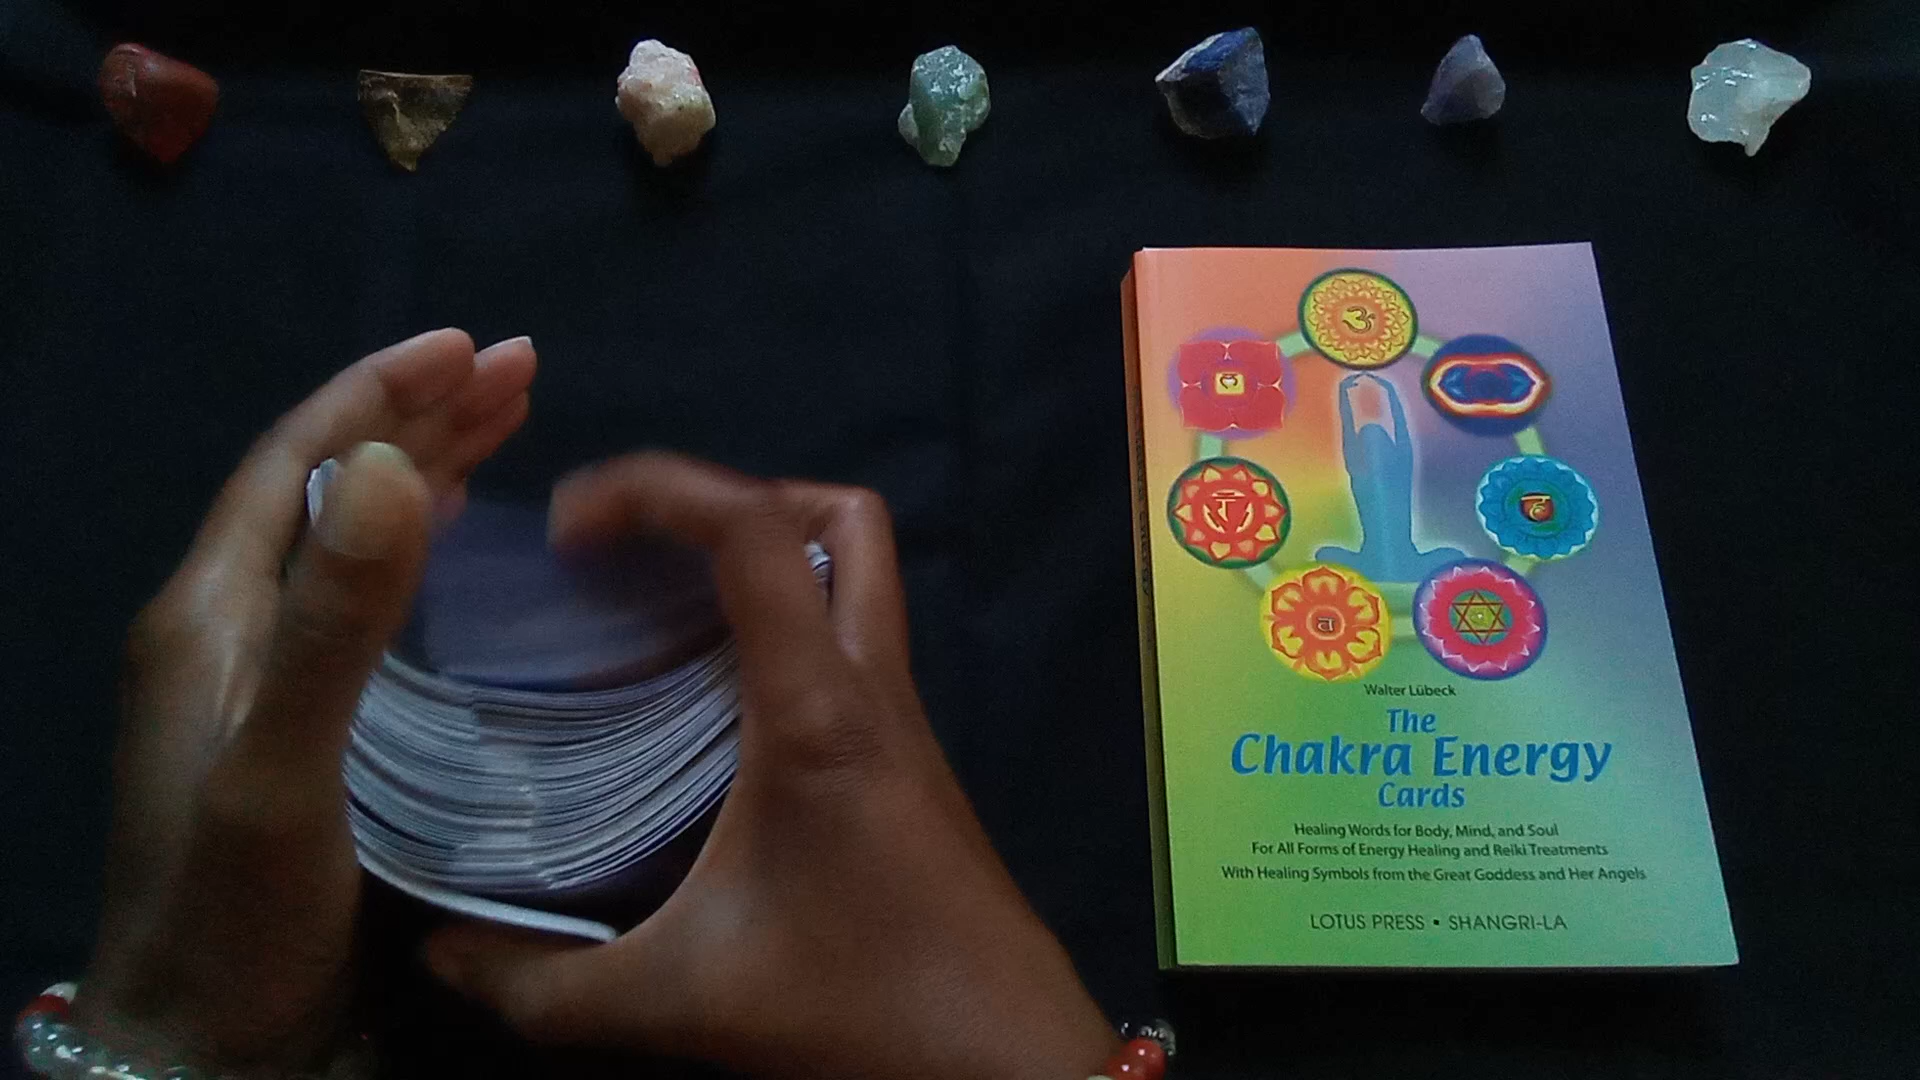 Walter Lübeck
The
Chakra Energy
Cards
Healing Words for Body, Mind, and Soul
For All Forms of Energy Healing and Reiki Treatments
With Healing Symbols from the Great Goddess and Her Angels
LOTUS PRESS • SHANGRI-LA